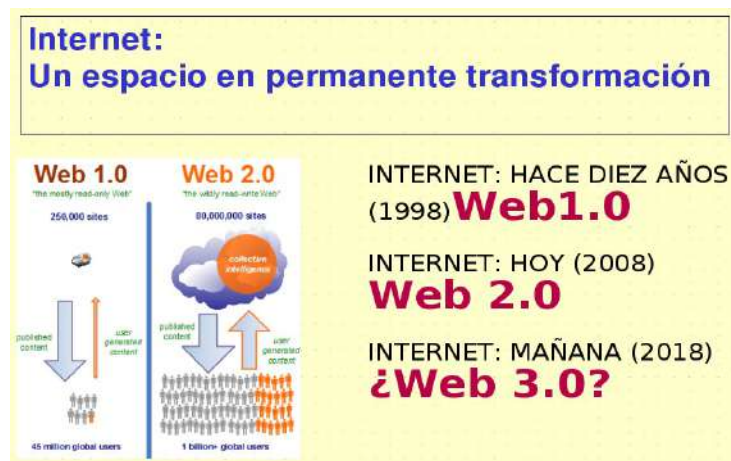 Internet:
Un espacio en permanente transformación
Web 1.0
"the mostly read-only Web"
250,000 sites
published
content
user
generated
content
45 million global users
Web 2.0
"the wildly read-write Web"
80,000,000 sites
collective
intelligence
published
content
user
generated
content
1 billion+ global users
INTERNET: HACE DIEZ AÑOS
(1998)Web1.0
INTERNET: HOY (2008)
Web 2.0
INTERNET: MAÑANA (2018)
¿Web 3.0?